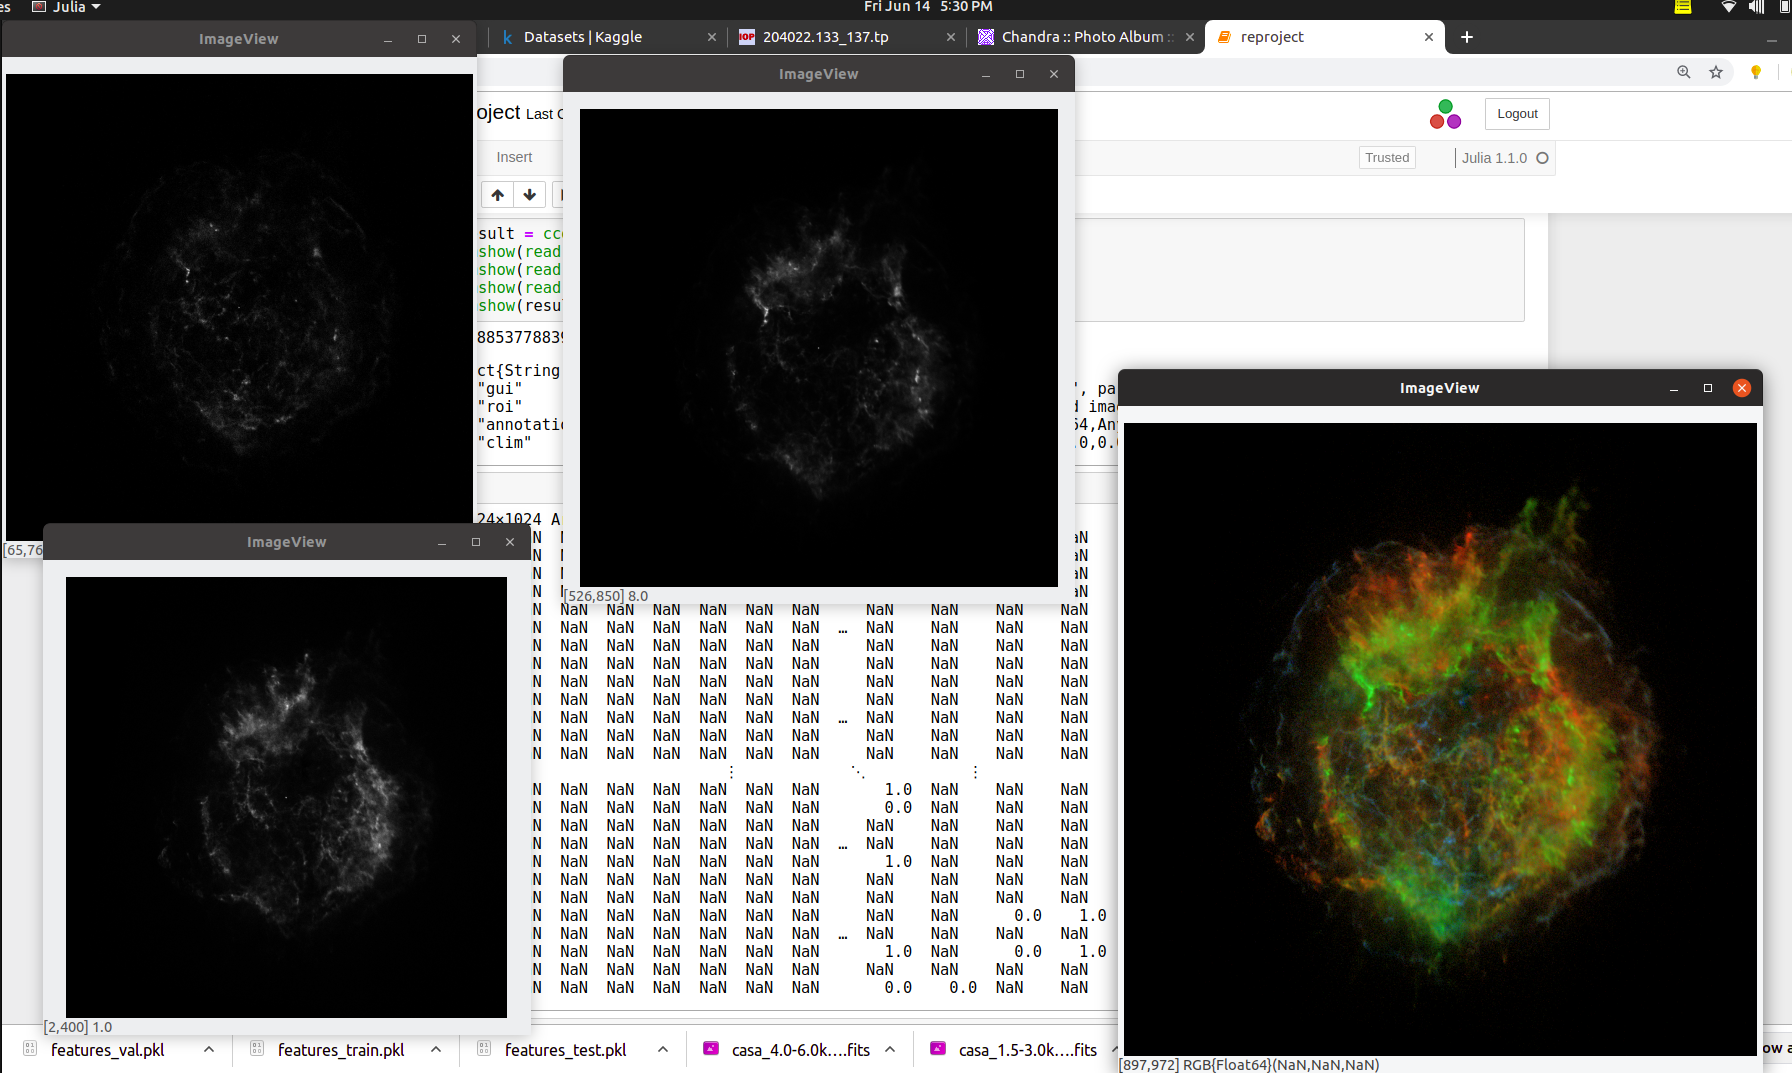 es Julia Fri Jun 14 5:30 PM
ImageView
Datasets | Kaggle
204022.133_137.tp
Chandra :: Photo Album ::
reproject
ImageView
oject Last
Logout
Insert
Trusted
Julia 1.1.0
sult = cc
show(read
show(read
show(read
show(resu
8853778839
ct{String
"gui" ", pa
"roi" d ima
"annotatio 64,An
"clim" .0,0.
24×1024 A
ImageView
ImageView
[65,76
[526,850] 8.0
N NaN NaN NaN NaN NaN NaN NaN NaN NaN NaN
N NaN NaN NaN NaN NaN NaN … NaN NaN NaN NaN
N NaN NaN NaN NaN NaN NaN NaN NaN NaN NaN
N NaN NaN NaN NaN NaN NaN NaN NaN NaN NaN
N NaN NaN NaN NaN NaN NaN NaN NaN NaN NaN
N NaN NaN NaN NaN NaN NaN NaN NaN NaN NaN
N NaN NaN NaN NaN NaN NaN … NaN NaN NaN NaN
N NaN NaN NaN NaN NaN NaN NaN NaN NaN NaN
N NaN NaN NaN NaN NaN NaN NaN NaN NaN NaN
⋮ ⋱ ⋮
N NaN NaN NaN NaN NaN NaN 1.0 NaN NaN NaN
N NaN NaN NaN NaN NaN NaN 0.0 NaN NaN NaN
N NaN NaN NaN NaN NaN NaN NaN NaN NaN NaN
N NaN NaN NaN NaN NaN NaN … NaN NaN NaN NaN
N NaN NaN NaN NaN NaN NaN 1.0 NaN NaN NaN
N NaN NaN NaN NaN NaN NaN NaN NaN NaN NaN
N NaN NaN NaN NaN NaN NaN NaN NaN NaN NaN
N NaN NaN NaN NaN NaN NaN NaN NaN 0.0 1.0
N NaN NaN NaN NaN NaN NaN … NaN NaN NaN NaN
N NaN NaN NaN NaN NaN NaN 1.0 NaN 0.0 1.0
N NaN NaN NaN NaN NaN NaN NaN NaN NaN NaN
N NaN NaN NaN NaN NaN NaN 0.0 0.0 NaN NaN
[2,400] 1.0
features_val.pkl
features_train.pkl
features_test.pkl
casa_4.0-6.0k....fits
casa_1.5-3.0k....fits
ow a
[897,972] RGB{Float64}(NaN,NaN,NaN)